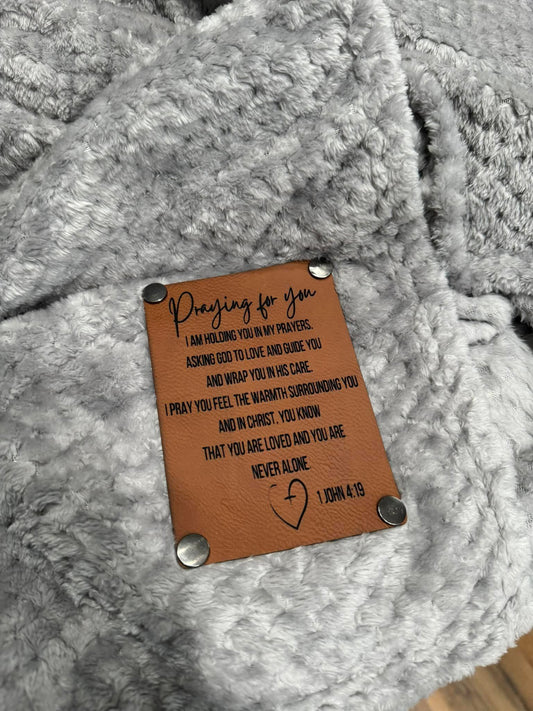 Praying for you
I AM HOLDING YOU IN MY PRAYERS.
ASKING GOD TO LOVE AND GUIDE YOU
AND WRAP YOU IN HIS CARE.
I PRAY YOU FEEL THE WARMTH SURROUNDING YOU
AND IN CHRIST, YOU KNOW
THAT YOU ARE LOVED AND YOU ARE
NEVER ALONE.
1 JOHN 4:19